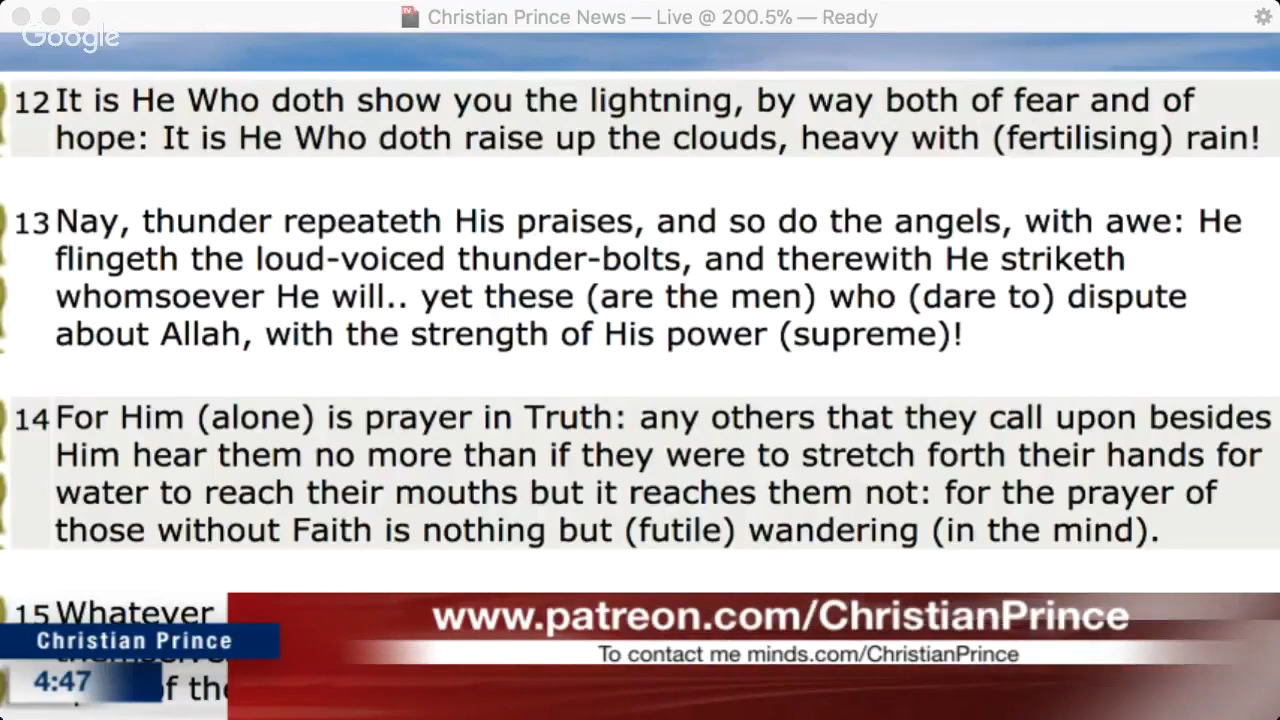 Christian Prince News — Live @ 200.5% — Ready
Google
12 It is He Who doth show you the lightning, by way both of fear and of
hope: It is He Who doth raise up the clouds, heavy with (fertilising) rain!
13 Nay, thunder repeateth His praises, and so do the angels, with awe: He
flingeth the loud-voiced thunder-bolts, and therewith He striketh
whomsoever He will.. yet these (are the men) who (dare to) dispute
about Allah, with the strength of His power (supreme)!
14 For Him (alone) is prayer in Truth: any others that they call upon besides
Him hear them no more than if they were to stretch forth their hands for
water to reach their mouths but it reaches them not: for the prayer of
those without Faith is nothing but (futile) wandering (in the mind).
15 Whatever
of the
www.patreon.com/ChristianPrince
To contact me minds.com/ChristianPrince
Christian Prince
4:47